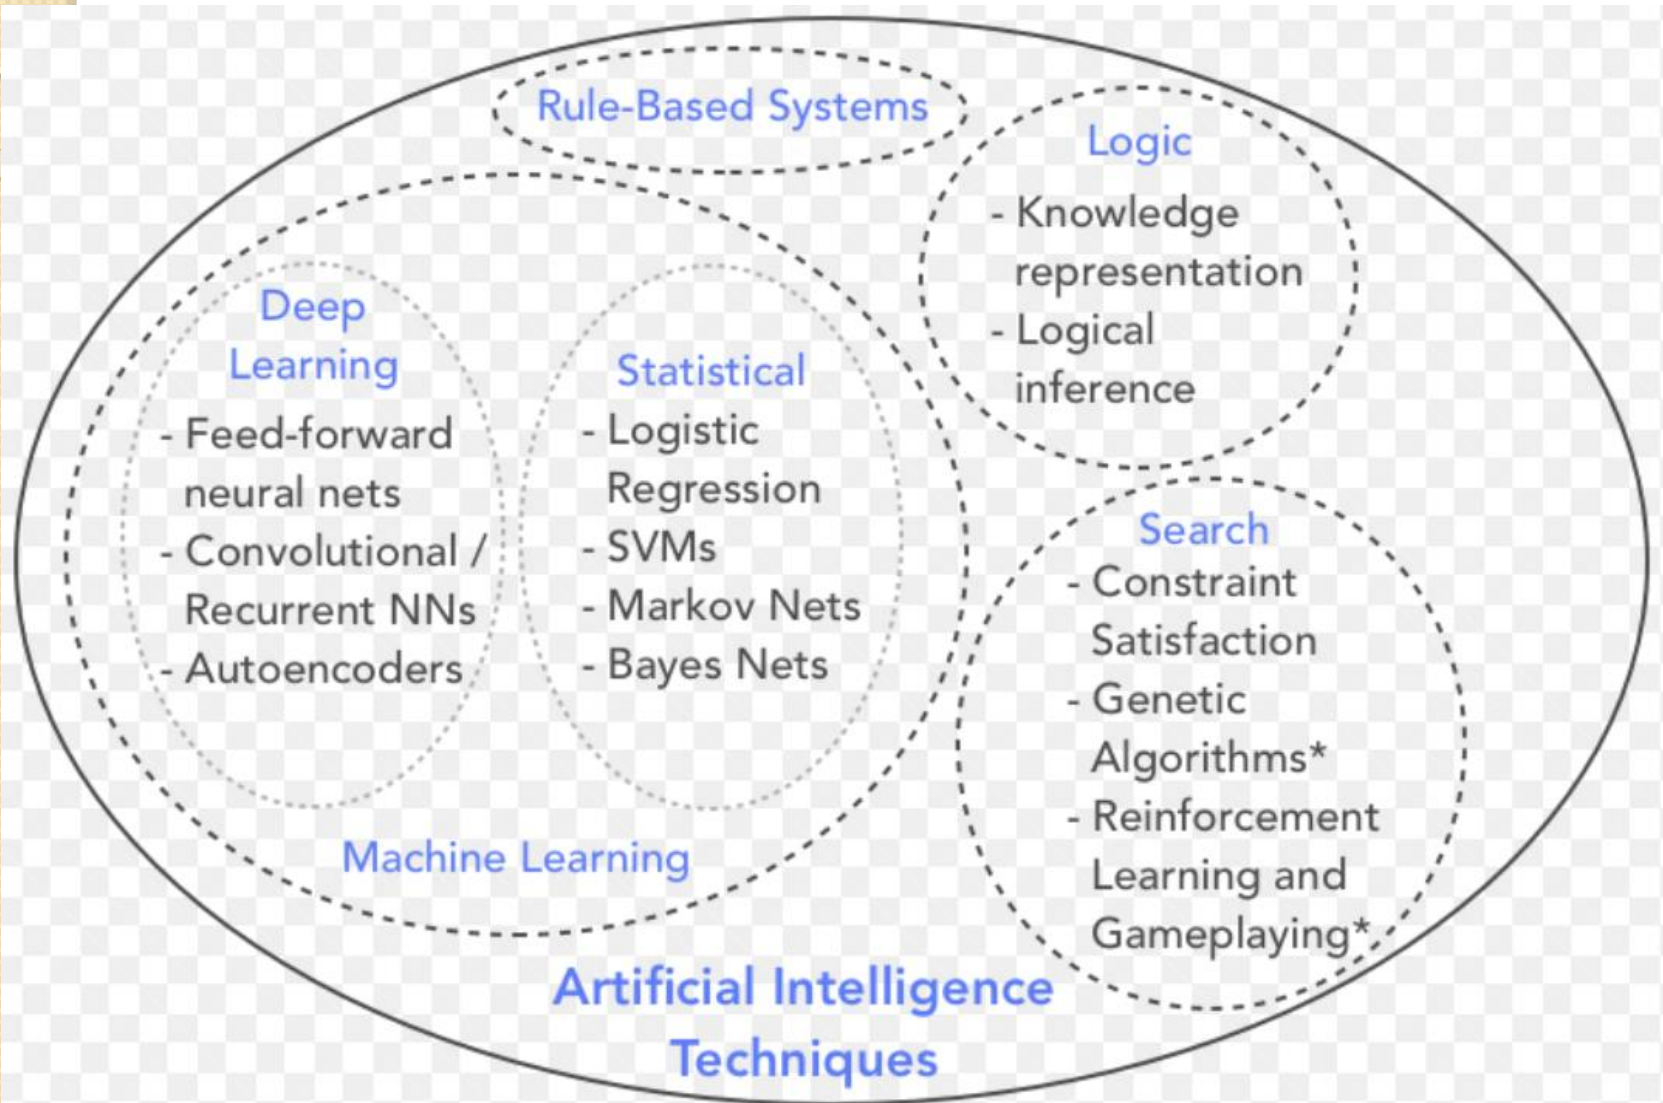 Rule-Based Systems
Logic
- Knowledge
representation
- Logical
inference
Deep
Learning
- Feed-forward
neural nets
- Convolutional /
Recurrent NNs
- Autoencoders
Statistical
- Logistic
Regression
- SVMs
- Markov Nets
- Bayes Nets
Machine Learning
Search
- Constraint
Satisfaction
- Genetic
Algorithms*
- Reinforcement
Learning and
Gameplaying*
Artificial Intelligence
Techniques